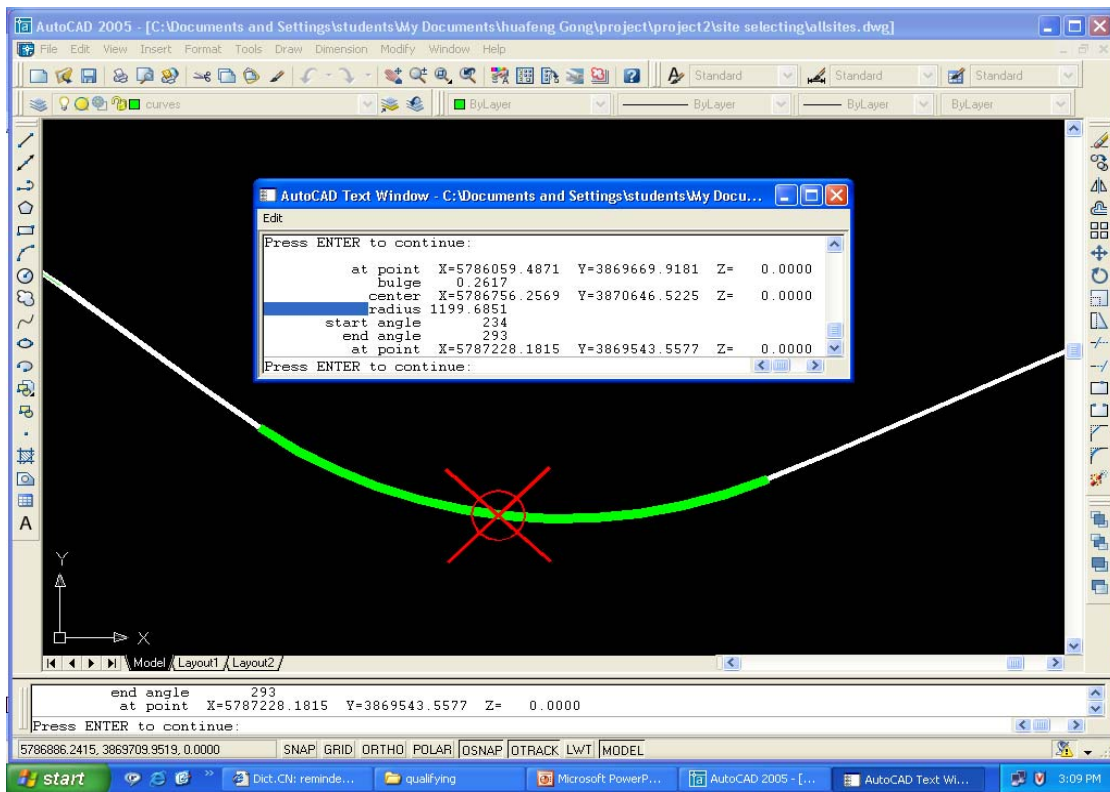 AutoCAD 2005 - [C:\Documents and Settings\students\My Documents\huafeng Gong\project\project2\site selecting\allsites.dwg]
File Edit View Insert Format Tools Draw Dimension Modify Window Help
Standard Standard Standard
curves ByLayer ByLayer ByLayer ByLayer
AutoCAD Text Window - C:\Documents and Settings\students\My Docu...
Edit
Press ENTER to continue:
at point X=5786059.4871 Y=3869669.9181 Z= 0.0000
bulge 0.2617
center X=5786756.2569 Y=3870646.5225 Z= 0.0000
radius 1199.6851
start angle 234
end angle 293
at point X=5787228.1815 Y=3869543.5577 Z= 0.0000
Press ENTER to continue:
A
Y
X
Model Layout1 Layout2
end angle 293
at point X=5787228.1815 Y=3869543.5577 Z= 0.0000
Press ENTER to continue:
5786886.2415, 3869709.9519, 0.0000 SNAP GRID ORTHO POLAR OSNAP OTRACK LWT MODEL
start » Dict.CN: reminde... qualifying Microsoft PowerP... AutoCAD 2005 - [... AutoCAD Text Wi... 3:09 PM